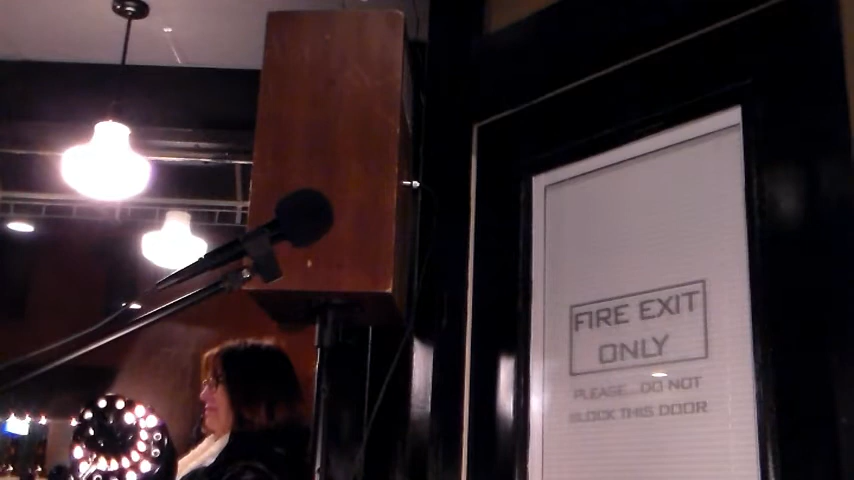 FIRE EXIT
ONLY
PLEASE... DO NOT
BLOCK THIS DOOR